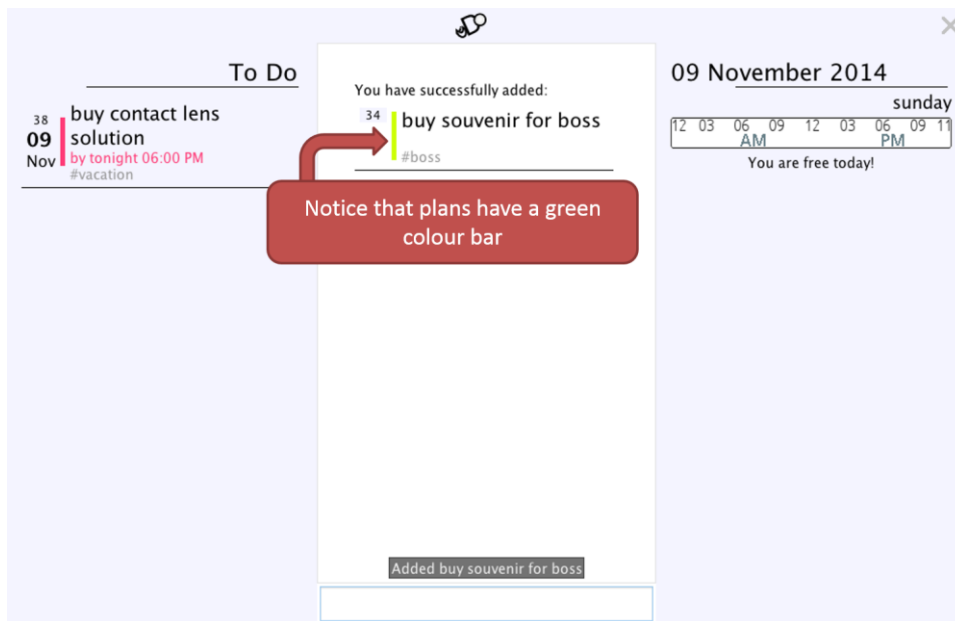 To Do
38
09
Nov
buy contact lens
solution
by tonight 06:00 PM
#vacation
You have successfully added:
34
buy souvenir for boss
#boss
Notice that plans have a green
colour bar
Added buy souvenir for boss
09 November 2014
sunday
12 03 06 09 12 03 06 09 11
AM PM
You are free today!